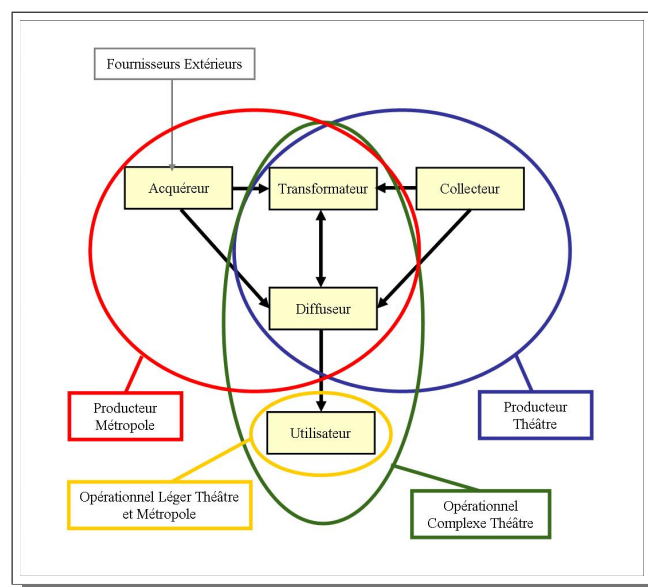 Fournisseurs Extérieurs
Acquéreur
Transformateur
Collecteur
Diffuseur
Producteur
Métropole
Producteur
Théâtre
Utilisateur
Opérationnel Léger Théâtre
et Métropole
Opérationnel
Complexe Théâtre